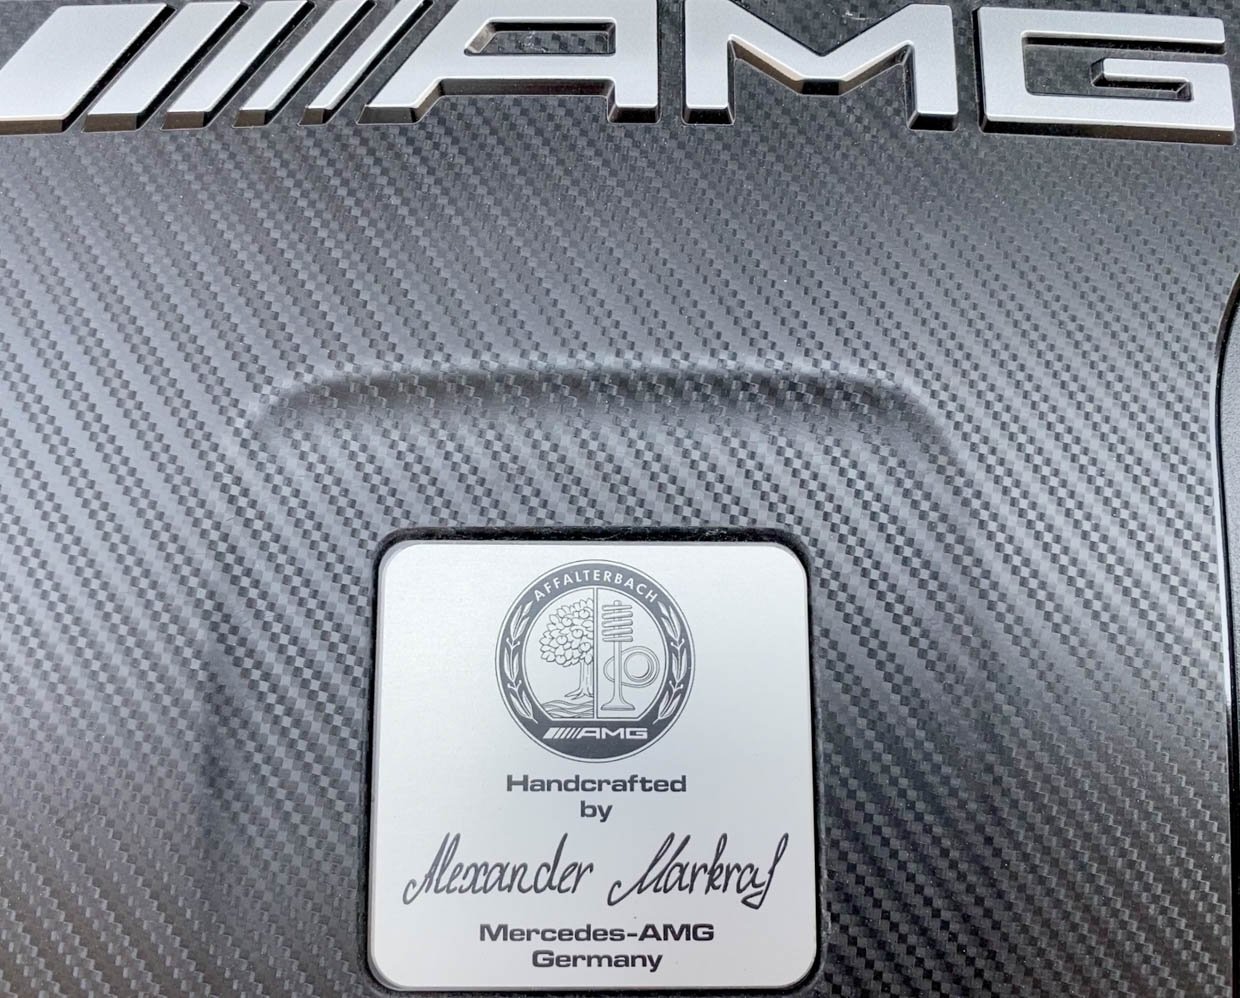 AMG
AFFALTERBACH
AMG
Handcrafted
by
Alexander Markraf
Mercedes-AMG
Germany